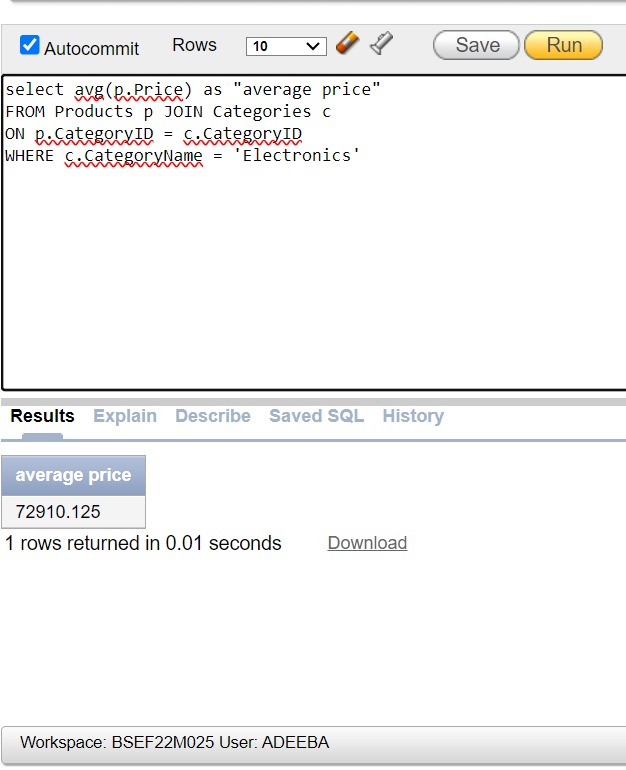 Autocommit Rows 10 Save Run
select avg(p.Price) as "average price"
FROM Products p JOIN Categories c
ON p.CategoryID = c.CategoryID
WHERE c.CategoryName = 'Electronics'
Results Explain Describe Saved SQL History
average price
72910.125
1 rows returned in 0.01 seconds Download
Workspace: BSEF22M025 User: ADEEBA